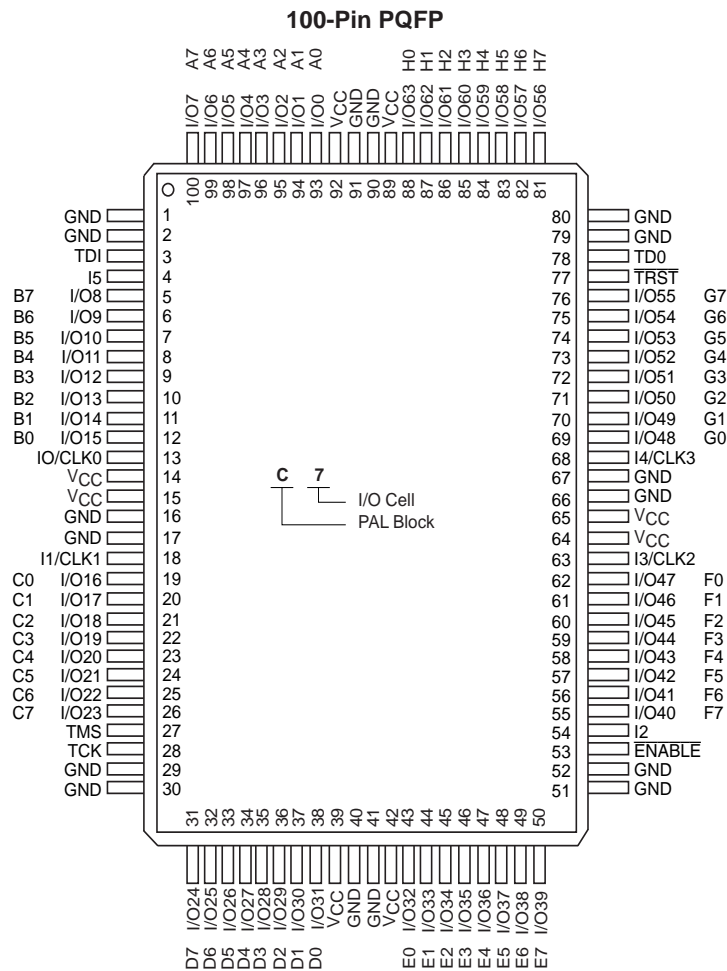 100-Pin PQFP
A7 A6 A5 A4 A3 A2 A1 A0 H0 H1 H2 H3 H4 H5 H6 H7
I/O7 I/O6 I/O5 I/O4 I/O3 I/O2 I/O1 I/O0 VCC GND GND VCC I/O63 I/O62 I/O61 I/O60 I/O59 I/O58 I/O57 I/O56
100 99 98 97 96 95 94 93 92 91 90 89 88 87 86 85 84 83 82 81
GND 1 80 GND
GND 2 79 GND
TDI 3 78 TD0
I5 4 77 TRST
B7 I/O8 5 76 I/O55 G7
B6 I/O9 6 75 I/O54 G6
B5 I/O10 7 74 I/O53 G5
B4 I/O11 8 73 I/O52 G4
B3 I/O12 9 72 I/O51 G3
B2 I/O13 10 71 I/O50 G2
B1 I/O14 11 70 I/O49 G1
B0 I/O15 12 69 I/O48 G0
IO/CLK0 13 68 I4/CLK3
VCC 14 67 GND
VCC 15 66 GND
GND 16 65 VCC
GND 17 64 VCC
I1/CLK1 18 63 I3/CLK2
C 7
I/O Cell
PAL Block
C0 I/O16 19 62 I/O47 F0
C1 I/O17 20 61 I/O46 F1
C2 I/O18 21 60 I/O45 F2
C3 I/O19 22 59 I/O44 F3
C4 I/O20 23 58 I/O43 F4
C5 I/O21 24 57 I/O42 F5
C6 I/O22 25 56 I/O41 F6
C7 I/O23 26 55 I/O40 F7
TMS 27 54 I2
TCK 28 53 ENABLE
GND 29 52 GND
GND 30 51 GND
31 32 33 34 35 36 37 38 39 40 41 42 43 44 45 46 47 48 49 50
I/O24 I/O25 I/O26 I/O27 I/O28 I/O29 I/O30 I/O31 VCC GND GND VCC I/O32 I/O33 I/O34 I/O35 I/O36 I/O37 I/O38 I/O39
D7 D6 D5 D4 D3 D2 D1 D0 E0 E1 E2 E3 E4 E5 E6 E7